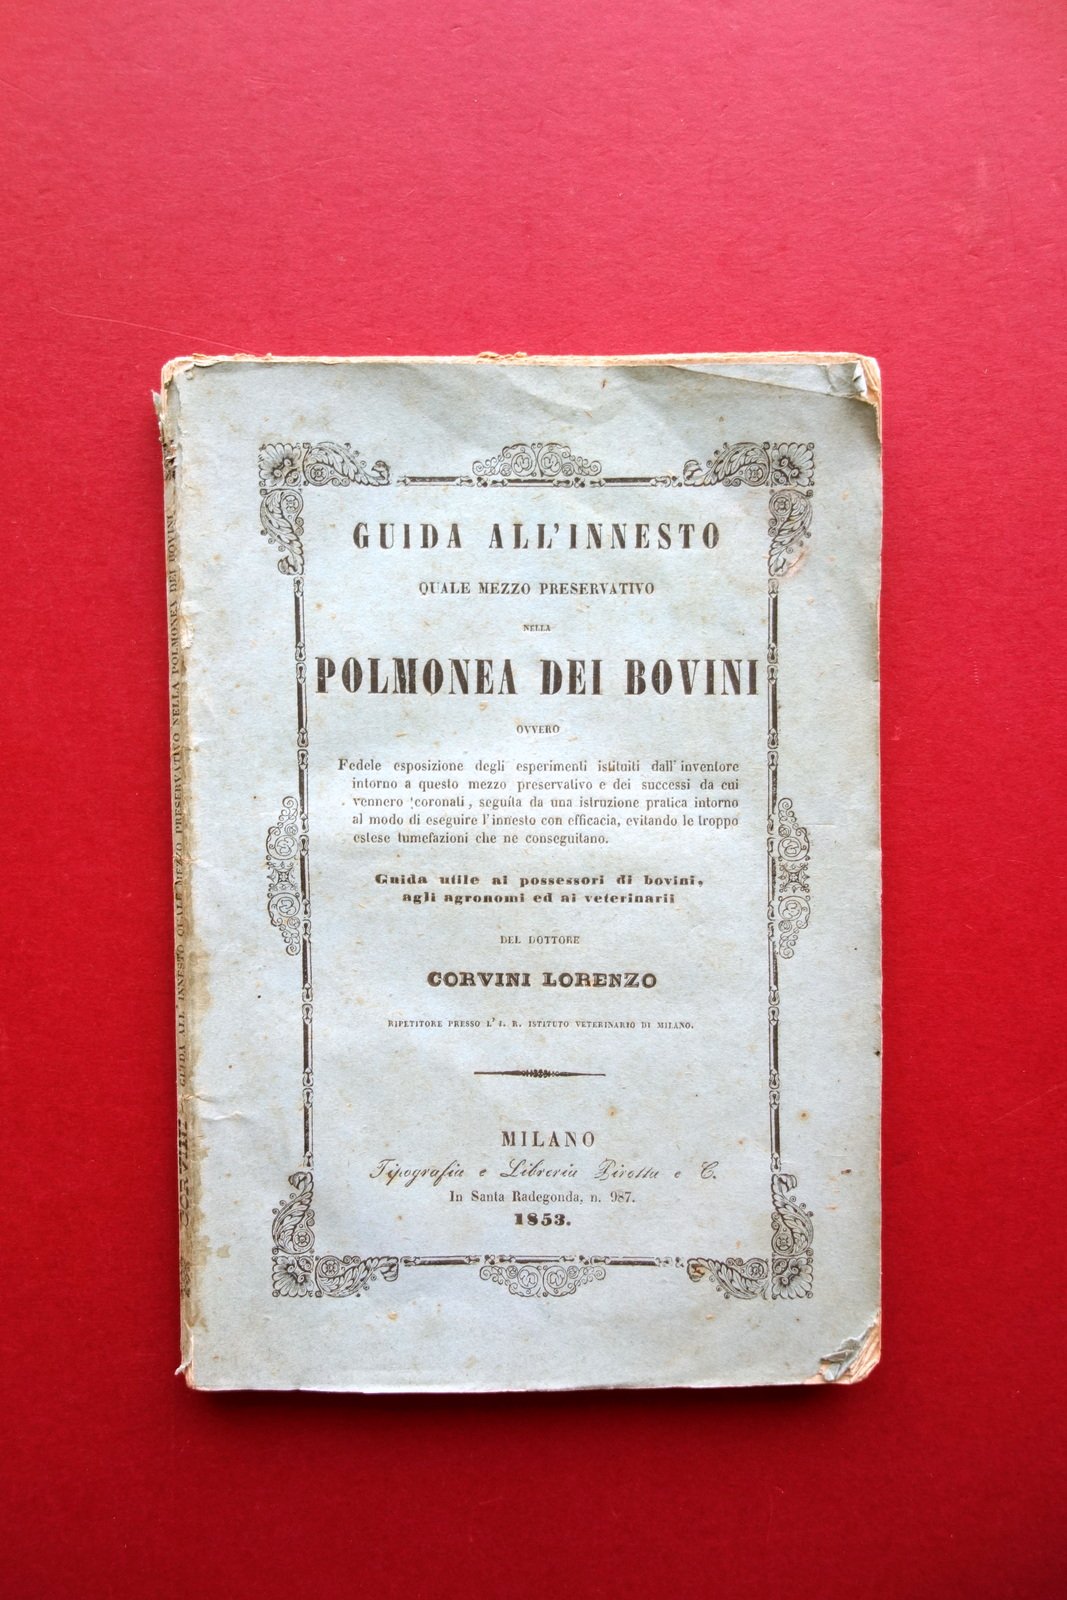 GUIDA ALL'INNESTO
QUALE MEZZO PRESERVATIVO
NELLA
POLMONEA DEI BOVINI
OVVERO
Fedele esposizione degli esperimenti istituiti dall'inventore
intorno a questo mezzo preservativo e dei successi da cui
vennero coronati, seguita da una istruzione pratica intorno
al modo di eseguire l'innesto con efficacia, evitando le troppo
estese tumefazioni che ne conseguitano.
Guida utile ai possessori di bovini,
agli agronomi ed ai veterinarii
DEL DOTTORE
CORVINI LORENZO
RIPETITORE PRESSO L'I. R. ISTITUTO VETERINARIO DI MILANO.
MILANO
Tipografia e Libreria Pirotta e C.
In Santa Radegonda, n. 987.
1853.
CORVINI GUIDA ALL'INNESTO QUALE MEZZO PRESERVATIVO NELLA POLMONEA DEI BOVINI